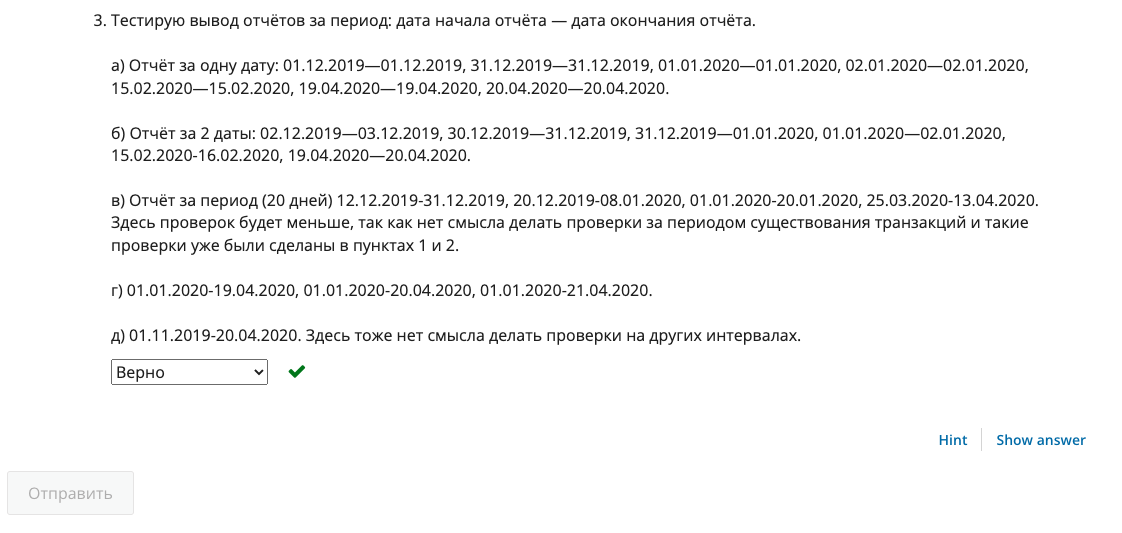 3. Тестирую вывод отчётов за период: дата начала отчёта — дата окончания отчёта.
а) Отчёт за одну дату: 01.12.2019—01.12.2019, 31.12.2019—31.12.2019, 01.01.2020—01.01.2020, 02.01.2020—02.01.2020,
15.02.2020—15.02.2020, 19.04.2020—19.04.2020, 20.04.2020—20.04.2020.
б) Отчёт за 2 даты: 02.12.2019—03.12.2019, 30.12.2019—31.12.2019, 31.12.2019—01.01.2020, 01.01.2020—02.01.2020,
15.02.2020-16.02.2020, 19.04.2020—20.04.2020.
в) Отчёт за период (20 дней) 12.12.2019-31.12.2019, 20.12.2019-08.01.2020, 01.01.2020-20.01.2020, 25.03.2020-13.04.2020.
Здесь проверок будет меньше, так как нет смысла делать проверки за периодом существования транзакций и такие
проверки уже были сделаны в пунктах 1 и 2.
г) 01.01.2020-19.04.2020, 01.01.2020-20.04.2020, 01.01.2020-21.04.2020.
д) 01.11.2019-20.04.2020. Здесь тоже нет смысла делать проверки на других интервалах.
Верно
Hint
Show answer
Отправить